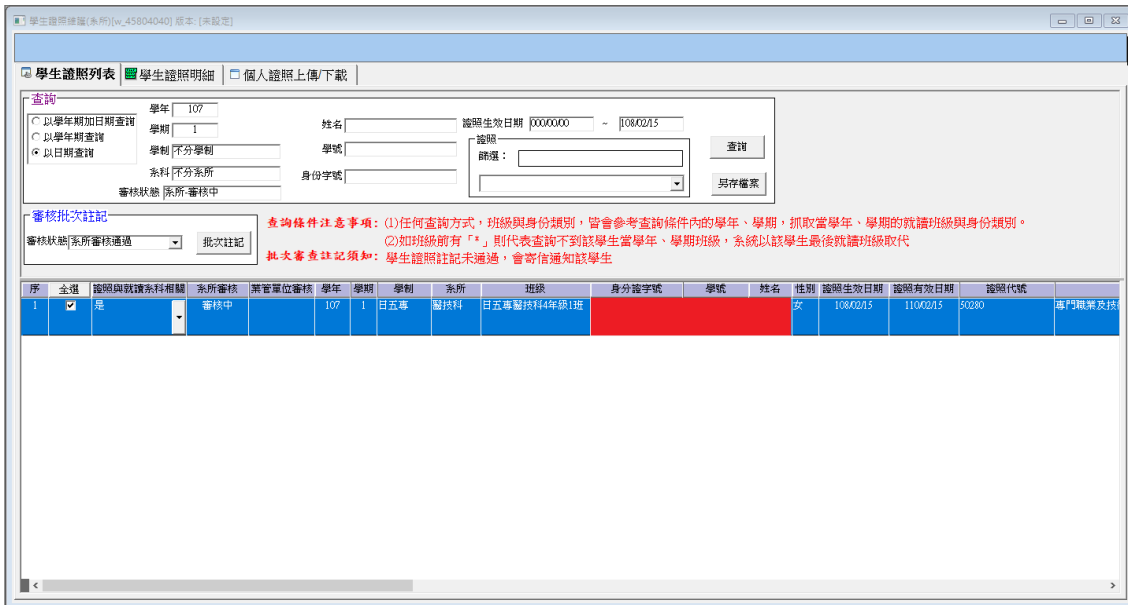 學生證照維護(系所)[w_45804040] 版本: [未設定]
學生證照列表 學生證照明細 個人證照上傳/下載
查詢
以學年期加日期查詢
以學年期查詢
以日期查詢
學年 107
學期 1
學制 不分學制
系科 不分系所
審核狀態 系所-審核中
姓名
學號
身份字號
證照生效日期 000/00/00 ~ 108/02/15
證照
篩選：
查詢
另存檔案
審核批次註記
審核狀態 系所審核通過 批次註記
查詢條件注意事項: (1)任何查詢方式，班級與身份類別，皆會參考查詢條件內的學年、學期，抓取當學年、學期的就讀班級與身份類別。
(2)如班級前有「*」則代表查詢不到該學生當學年、學期班級，系統以該學生最後就讀班級取代
批次審查註記須知: 學生證照註記未通過，會寄信通知該學生
序 全選 證照與就讀系科相關 系所審核 業管單位審核 學年 學期 學制 系所 班級 身分證字號 學號 姓名 性別 證照生效日期 證照有效日期 證照代號
1 是 審核中 107 1 日五專 醫技科 日五專醫技科4年級1班 女 108/02/15 110/02/15 50280 專門職業及技